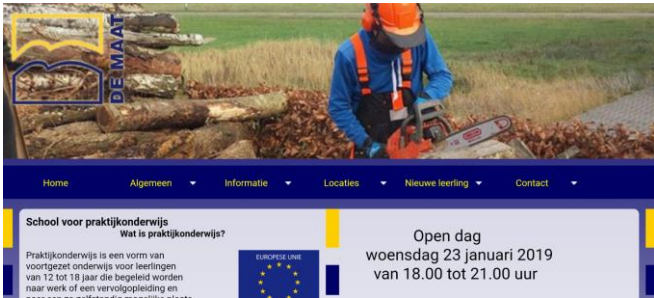 DE MAAT
Home Algemeen Informatie Locaties Nieuwe leerling Contact
School voor praktijkonderwijs
Wat is praktijkonderwijs?
Praktijkonderwijs is een vorm van
voortgezet onderwijs voor leerlingen
van 12 tot 18 jaar die begeleid worden
naar werk of een vervolgopleiding en
EUROPESE UNIE
Open dag
woensdag 23 januari 2019
van 18.00 tot 21.00 uur